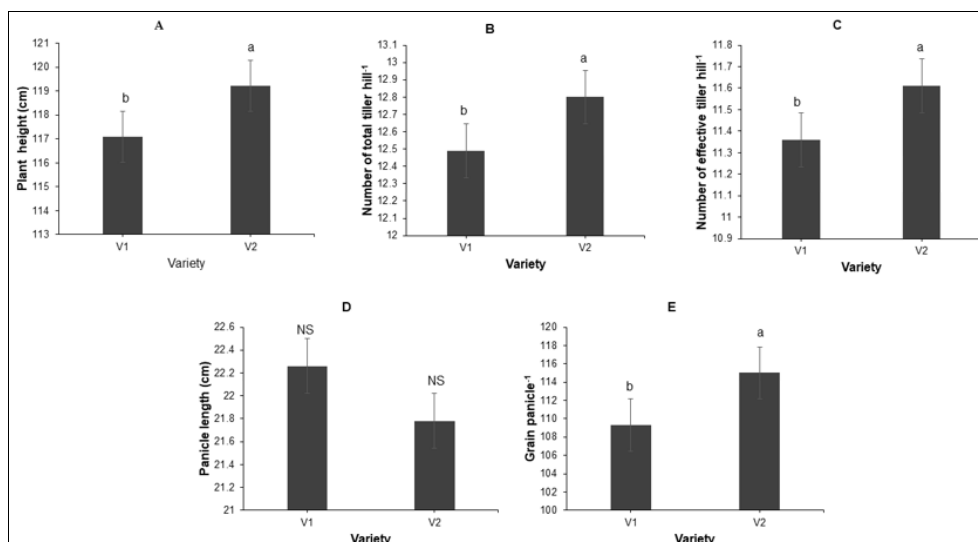 A
Plant height (cm)
121
120
119
118
117
116
115
114
113
b
a
V1 V2
Variety
B
Number of total tiller hill-1
13.1
13
12.9
12.8
12.7
12.6
12.5
12.4
12.3
12.2
12.1
12
b
a
V1 V2
Variety
C
Number of effective tiller hill-1
11.8
11.7
11.6
11.5
11.4
11.3
11.2
11.1
11
10.9
b
a
V1 V2
Variety
D
Panicle length (cm)
22.6
22.4
22.2
22
21.8
21.6
21.4
21.2
21
NS
NS
V1 V2
Variety
E
Grain panicle-1
120
118
116
114
112
110
108
106
104
102
100
b
a
V1 V2
Variety